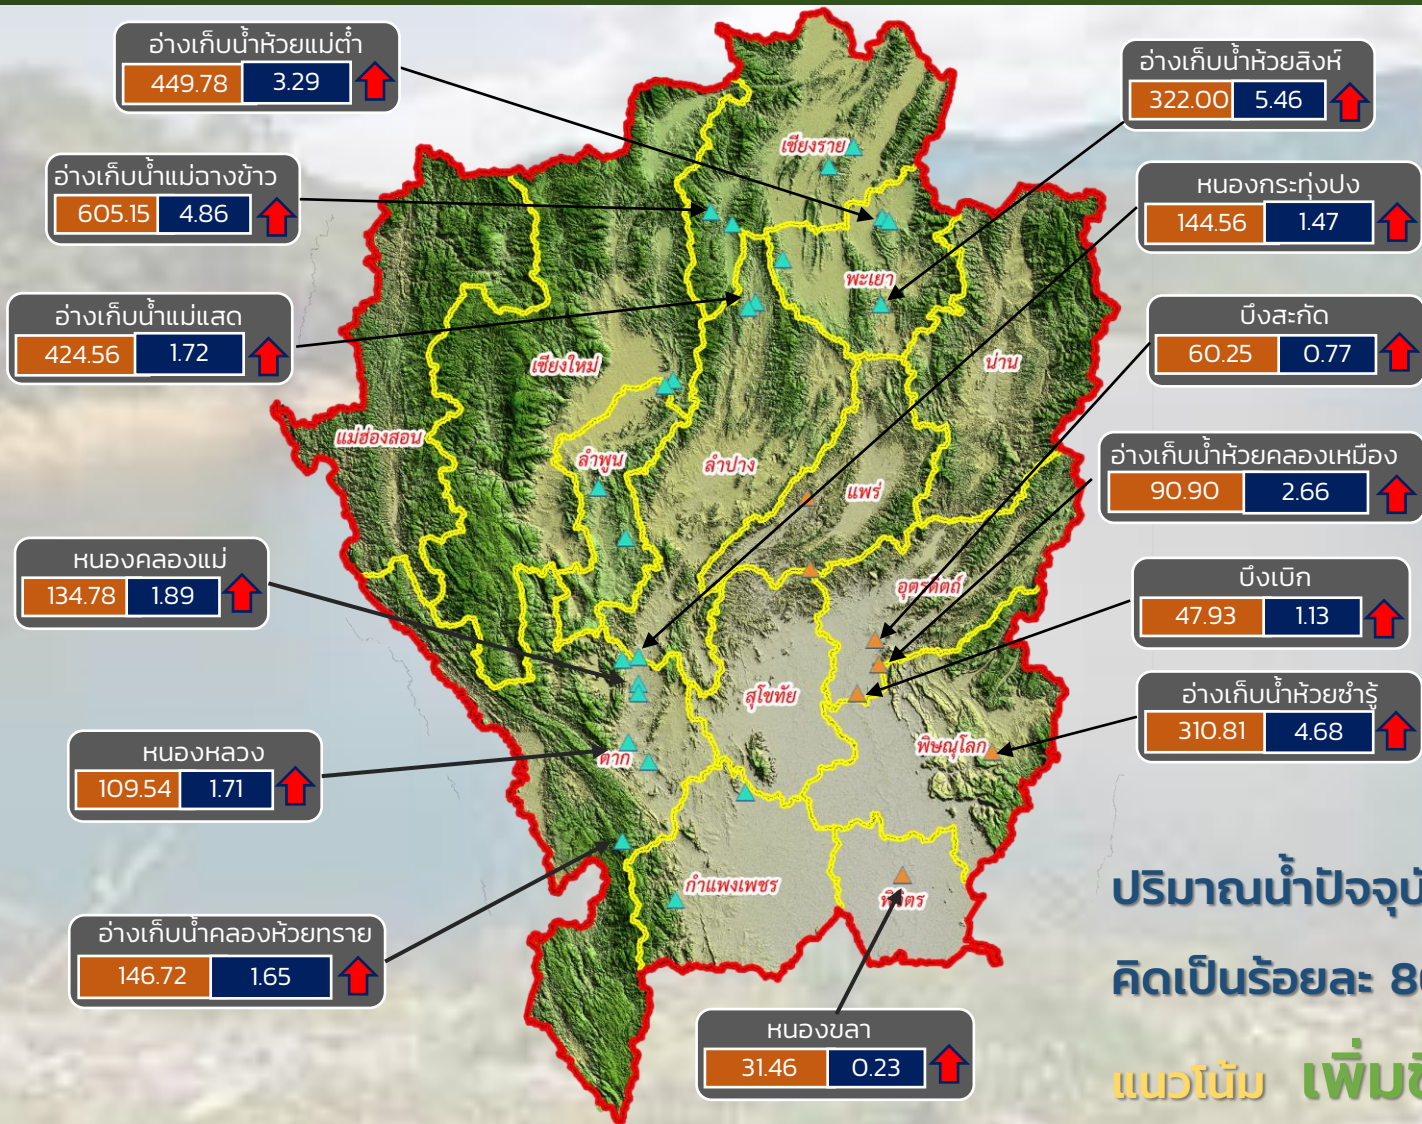 อ่างเก็บน้ำห้วยแม่ต๋ำ
449.78 3.29
อ่างเก็บน้ำแม่ฉางข้าว
605.15 4.86
อ่างเก็บน้ำแม่แสด
424.56 1.72
หนองคลองแม่
134.78 1.89
หนองหลวง
109.54 1.71
อ่างเก็บน้ำคลองห้วยทราย
146.72 1.65
หนองขลา
31.46 0.23
อ่างเก็บน้ำห้วยสิงห์
322.00 5.46
หนองกระทุ่งปง
144.56 1.47
บึงสะกัด
60.25 0.77
อ่างเก็บน้ำห้วยคลองเหมือง
90.90 2.66
บึงเบิก
47.93 1.13
อ่างเก็บน้ำห้วยซำรู้
310.81 4.68
เชียงราย
พะเยา
น่าน
เชียงใหม่
แม่ฮ่องสอน
ลำพูน
ลำปาง
แพร่
อุตรดิตถ์
สุโขทัย
พิษณุโลก
ตาก
กำแพงเพชร
พิจิตร
ปริมาณน้ำปัจจุบั
คิดเป็นร้อยละ 8
แนวโน้ม เพิ่มขึ